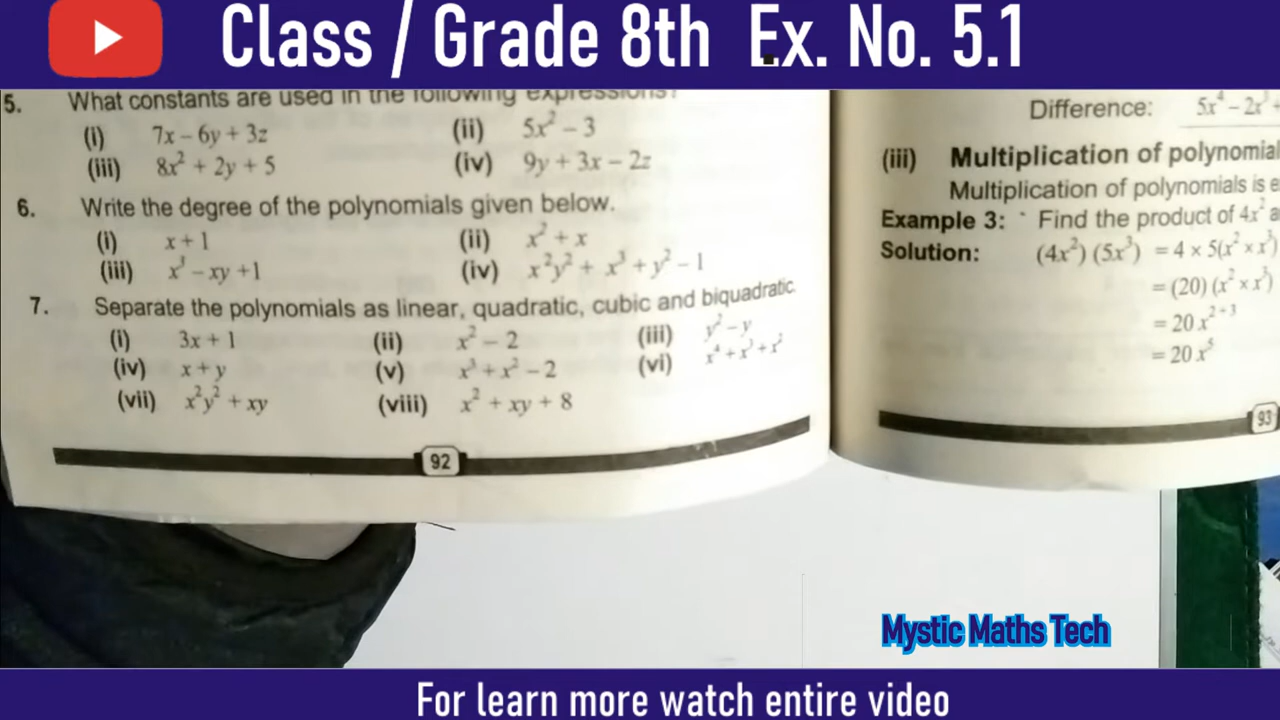 Class / Grade 8th Ex. No. 5.1
5. What constants are used in the following expressions?
(i) 7x – 6y + 3z (ii) 5x² – 3
(iii) 8x² + 2y + 5 (iv) 9y + 3x – 2z
6. Write the degree of the polynomials given below.
(i) x + 1 (ii) x² + x
(iii) x³ – xy + 1 (iv) x²y² + x³ + y² – 1
7. Separate the polynomials as linear, quadratic, cubic and biquadratic.
(i) 3x + 1 (ii) x² – 2 (iii) y² – y
(iv) x + y (v) x³ + x² – 2 (vi) x⁴ + x³ + x²
(vii) x²y² + xy (viii) x² + xy + 8
92
Difference: 5x⁴ – 2x³
(iii) Multiplication of polynomial
Multiplication of polynomials is
Example 3: Find the product of 4x²
Solution: (4x²) (5x³) = 4 × 5(x² × x³)
= (20) (x² × x³)
= 20 x²⁺³
= 20 x⁵
93
Mystic Maths Tech
For learn more watch entire video